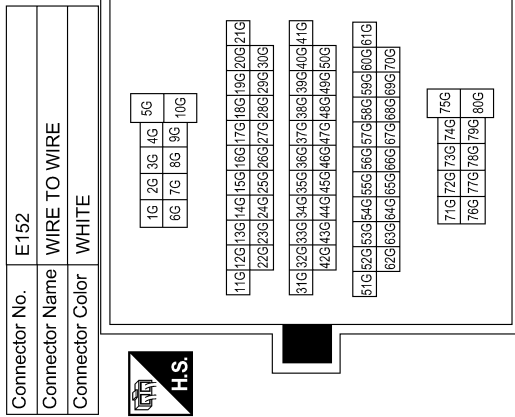 Connector No. E152
Connector Name WIRE TO WIRE
Connector Color WHITE
H.S.
1G 2G 3G 4G 5G
6G 7G 8G 9G 10G
11G 12G 13G 14G 15G 16G 17G 18G 19G 20G 21G
22G 23G 24G 25G 26G 27G 28G 29G 30G
31G 32G 33G 34G 35G 36G 37G 38G 39G 40G 41G
42G 43G 44G 45G 46G 47G 48G 49G 50G
51G 52G 53G 54G 55G 56G 57G 58G 59G 60G 61G
62G 63G 64G 65G 66G 67G 68G 69G 70G
71G 72G 73G 74G 75G
76G 77G 78G 79G 80G